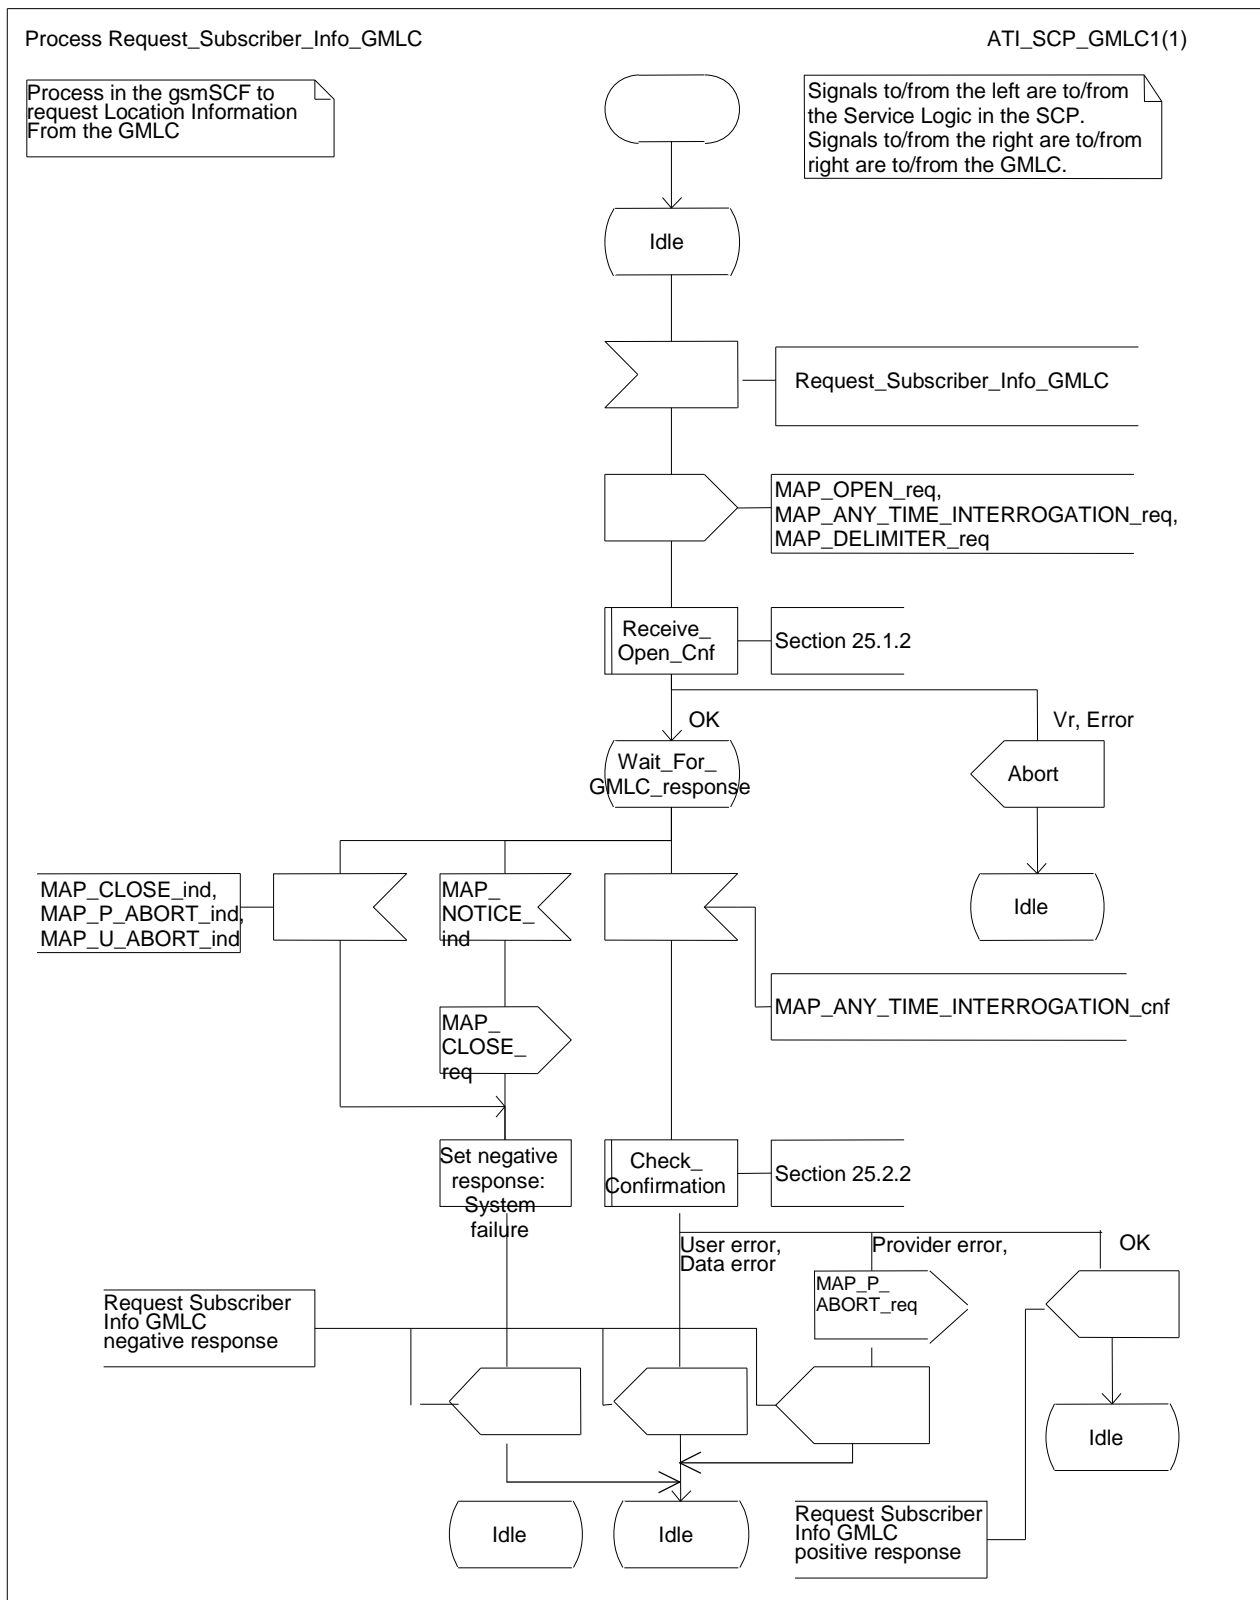 Process Request_Subscriber_Info_GMLC
ATI_SCP_GMLC1(1)
Process in the gsmSCF to
request Location Information
From the GMLC
Signals to/from the left are to/from
the Service Logic in the SCP.
Signals to/from the right are to/from
right are to/from the GMLC.
Idle
Request_Subscriber_Info_GMLC
MAP_OPEN_req,
MAP_ANY_TIME_INTERROGATION_req,
MAP_DELIMITER_req
Receive_
Open_Cnf
Section 25.1.2
OK
Vr, Error
Wait_For_
GMLC_response
Abort
MAP_CLOSE_ind,
MAP_P_ABORT_ind,
MAP_U_ABORT_ind
MAP_
NOTICE_
ind
Idle
MAP_ANY_TIME_INTERROGATION_cnf
MAP_
CLOSE_
req
Set negative
response:
System
failure
Check_
Confirmation
Section 25.2.2
User error,
Data error
Provider error,
OK
MAP_P_
ABORT_req
Request Subscriber
Info GMLC
negative response
Idle
Idle
Idle
Request Subscriber
Info GMLC
positive response